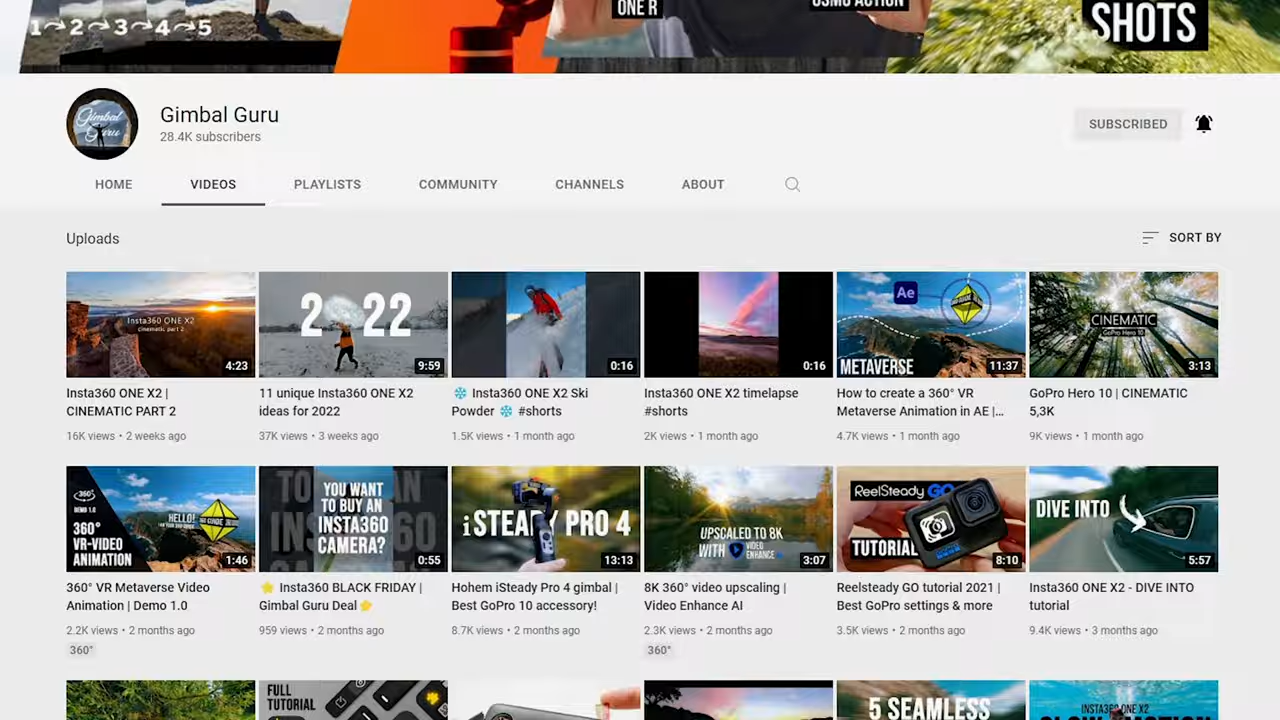 1 2 3 4 5
ONE R
OSMO ACTION
SHOTS
Gimbal Guru
Gimbal Guru
28.4K subscribers
SUBSCRIBED
HOME
VIDEOS
PLAYLISTS
COMMUNITY
CHANNELS
ABOUT
Uploads
SORT BY
Insta360 ONE X2
cinematic part 2
4:23
2 22
9:59
0:16
0:16
Ae
METAVERSE
11:37
CINEMATIC
GoPro Hero 10
3:13
Insta360 ONE X2 |
CINEMATIC PART 2
16K views • 2 weeks ago
11 unique Insta360 ONE X2
ideas for 2022
37K views • 3 weeks ago
❄️ Insta360 ONE X2 Ski
Powder ❄️ #shorts
1.5K views • 1 month ago
Insta360 ONE X2 timelapse
#shorts
2K views • 1 month ago
How to create a 360° VR
Metaverse Animation in AE |...
4.7K views • 1 month ago
GoPro Hero 10 | CINEMATIC
5,3K
9K views • 1 month ago
360°
DEMO 1.0
360°
VR-VIDEO
ANIMATION
HELLO!
1:46
YOU WANT
TO BUY AN
INSTA360
CAMERA?
0:55
iSTEADY PRO 4
13:13
UPSCALED TO 8K
WITH VIDEO
ENHANCE
3:07
ReelSteady GO
TUTORIAL
8:10
DIVE INTO
5:57
360° VR Metaverse Video
Animation | Demo 1.0
2.2K views • 2 months ago
360°
⭐ Insta360 BLACK FRIDAY |
Gimbal Guru Deal⭐
959 views • 2 months ago
Hohem iSteady Pro 4 gimbal |
Best GoPro 10 accessory!
8.7K views • 2 months ago
8K 360° video upscaling |
Video Enhance AI
2.3K views • 2 months ago
360°
Reelsteady GO tutorial 2021 |
Best GoPro settings & more
3.5K views • 2 months ago
Insta360 ONE X2 - DIVE INTO
tutorial
9.4K views • 3 months ago
FULL
TUTORIAL
5 SEAMLESS
INSTA360 ONE X2